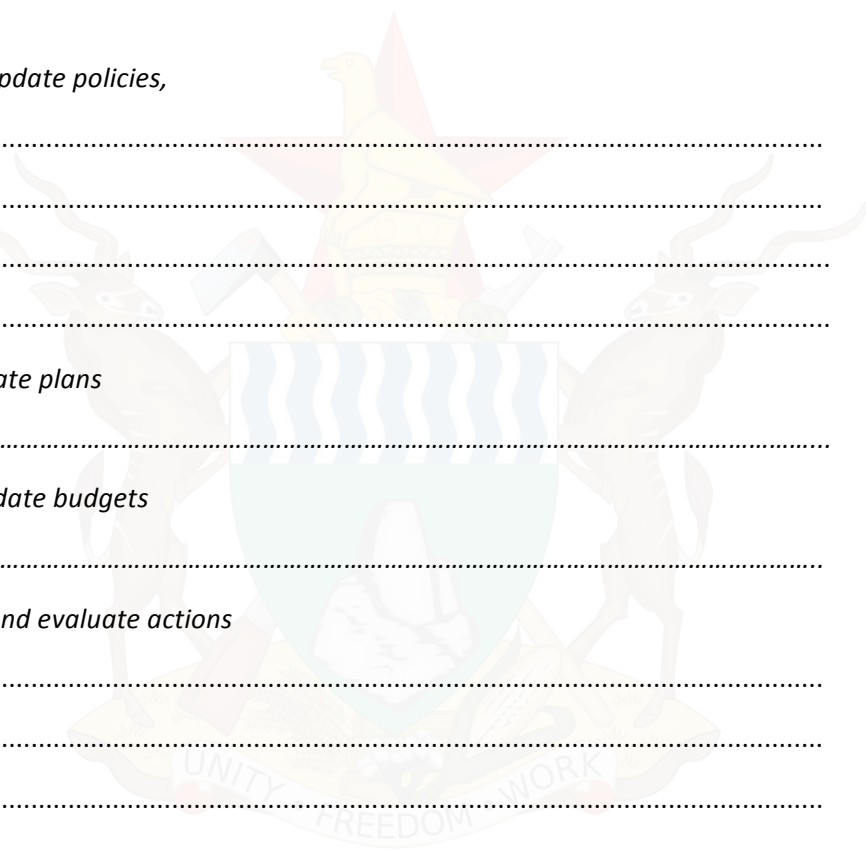 pdate policies,
ate plans
date budgets
nd evaluate actions
UNITY • FREEDOM • WORK